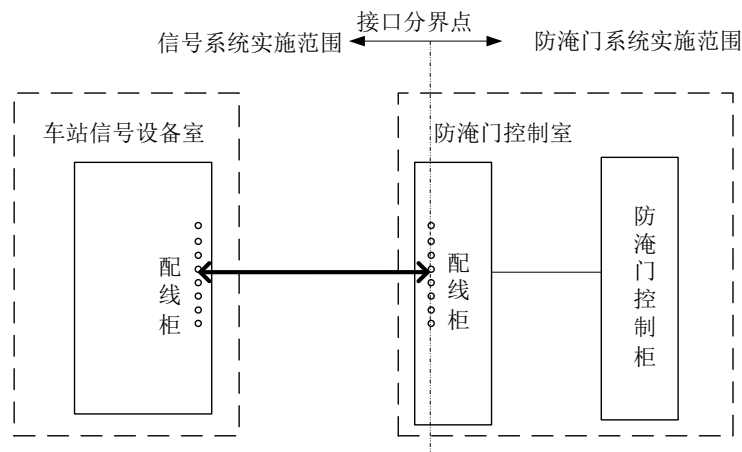 接口分界点
信号系统实施范围
防淹门系统实施范围
车站信号设备室
防淹门控制室
配线柜
配线柜
防淹门控制柜